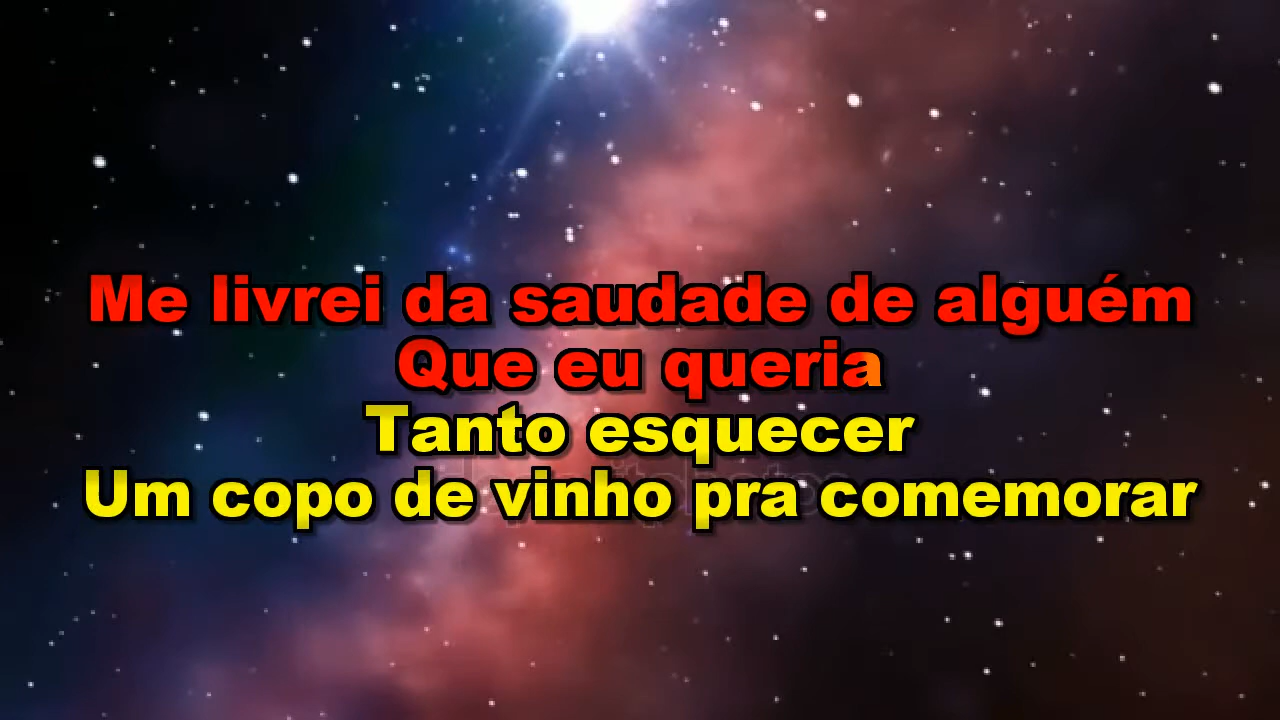 Me livrei da saudade de alguém
Que eu queria
Tanto esquecer
Um copo de vinho pra comemorar